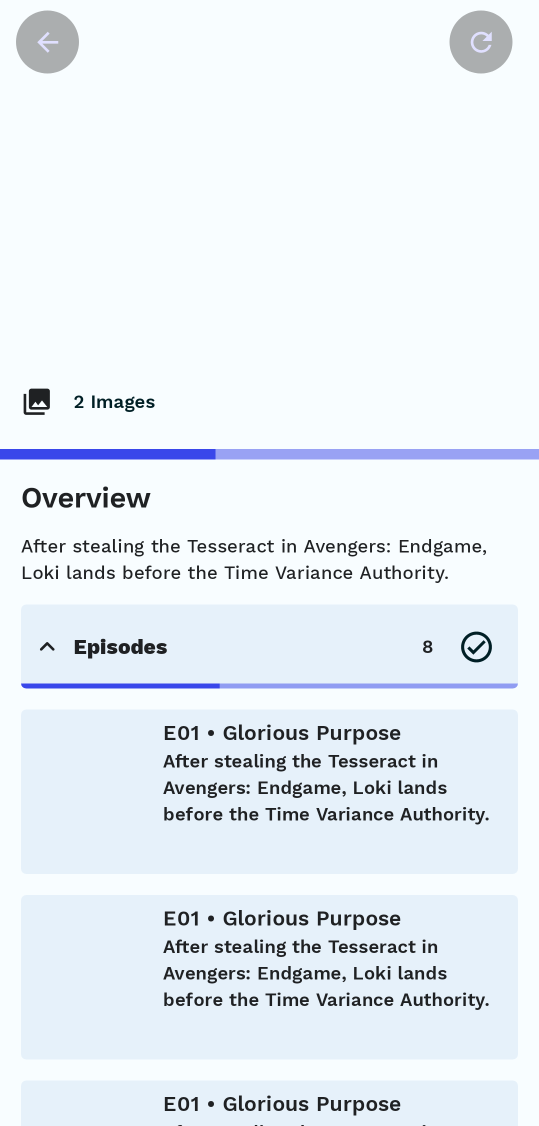 2 Images
Overview
After stealing the Tesseract in Avengers: Endgame,
Loki lands before the Time Variance Authority.
Episodes 8
E01 • Glorious Purpose
After stealing the Tesseract in
Avengers: Endgame, Loki lands
before the Time Variance Authority.
E01 • Glorious Purpose
After stealing the Tesseract in
Avengers: Endgame, Loki lands
before the Time Variance Authority.
E01 • Glorious Purpose